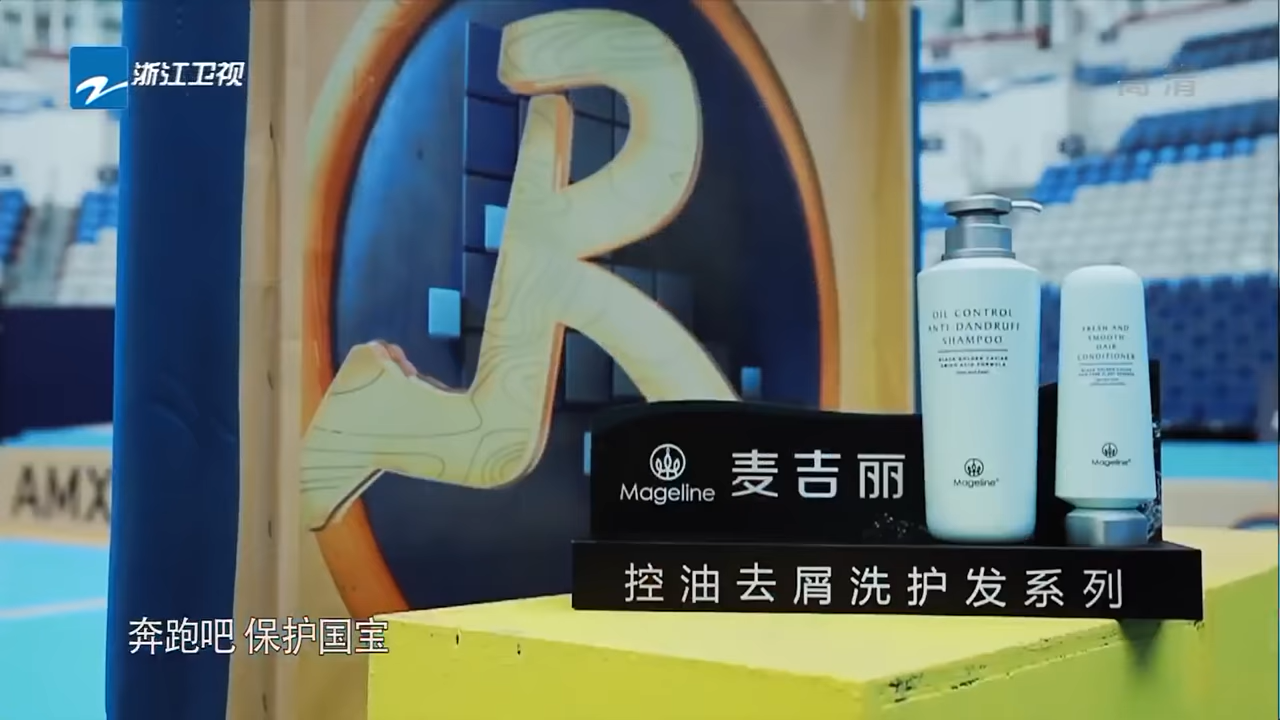 浙江卫视
高清
R
OIL CONTROL
ANTI-DANDRUFF
SHAMPOO
BLACK GOLDEN CAVIAR
AMINO ACID FORMULA
Mageline
FRESH AND
SMOOTH
HAIR
CONDITIONER
Mageline
Mageline 麦吉丽
控油去屑洗护发系列
AMX
奔跑吧 保护国宝